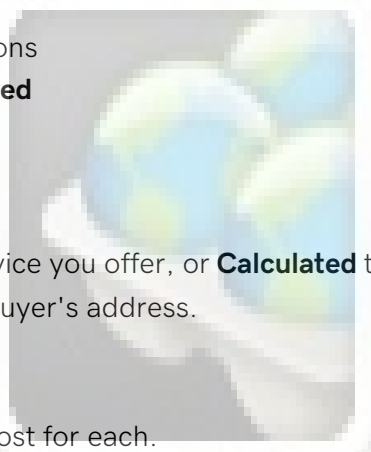 ons
ed
vice you offer, or Calculated t
uyer's address.
ost for each.